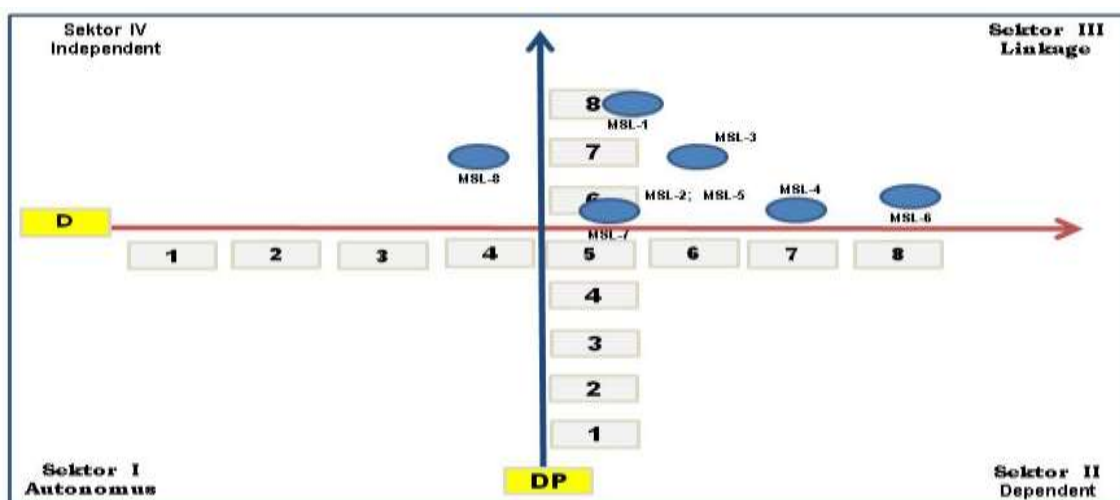 Sektor IV
Independent
Sektor III
Linkage
8
MSL-1
7
MSL-3
MSL-8
6
MSL-2; MSL-5
MSL-4
MSL-6
MSL-7
D
1 2 3 4 5 6 7 8
4
3
2
1
Sektor I
Autonomus
DP
Sektor II
Dependent